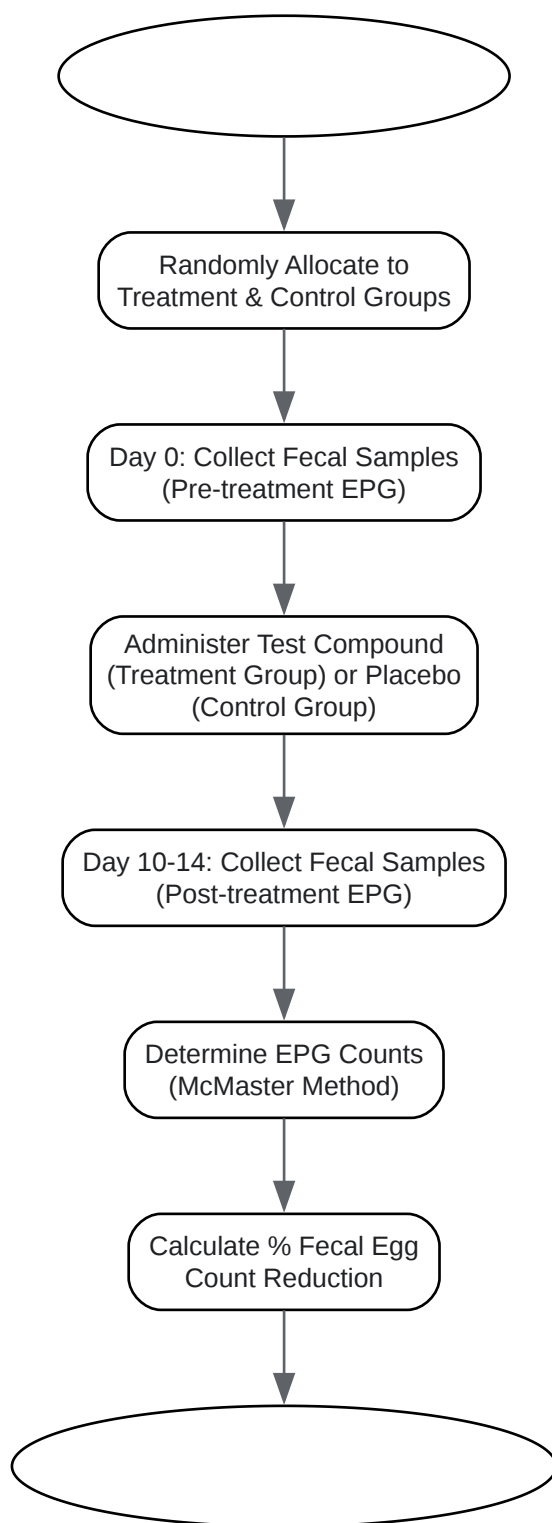 Randomly Allocate to
Treatment & Control Groups
Day 0: Collect Fecal Samples
(Pre-treatment EPG)
Administer Test Compound
(Treatment Group) or Placebo
(Control Group)
Day 10-14: Collect Fecal Samples
(Post-treatment EPG)
Determine EPG Counts
(McMaster Method)
Calculate % Fecal Egg
Count Reduction